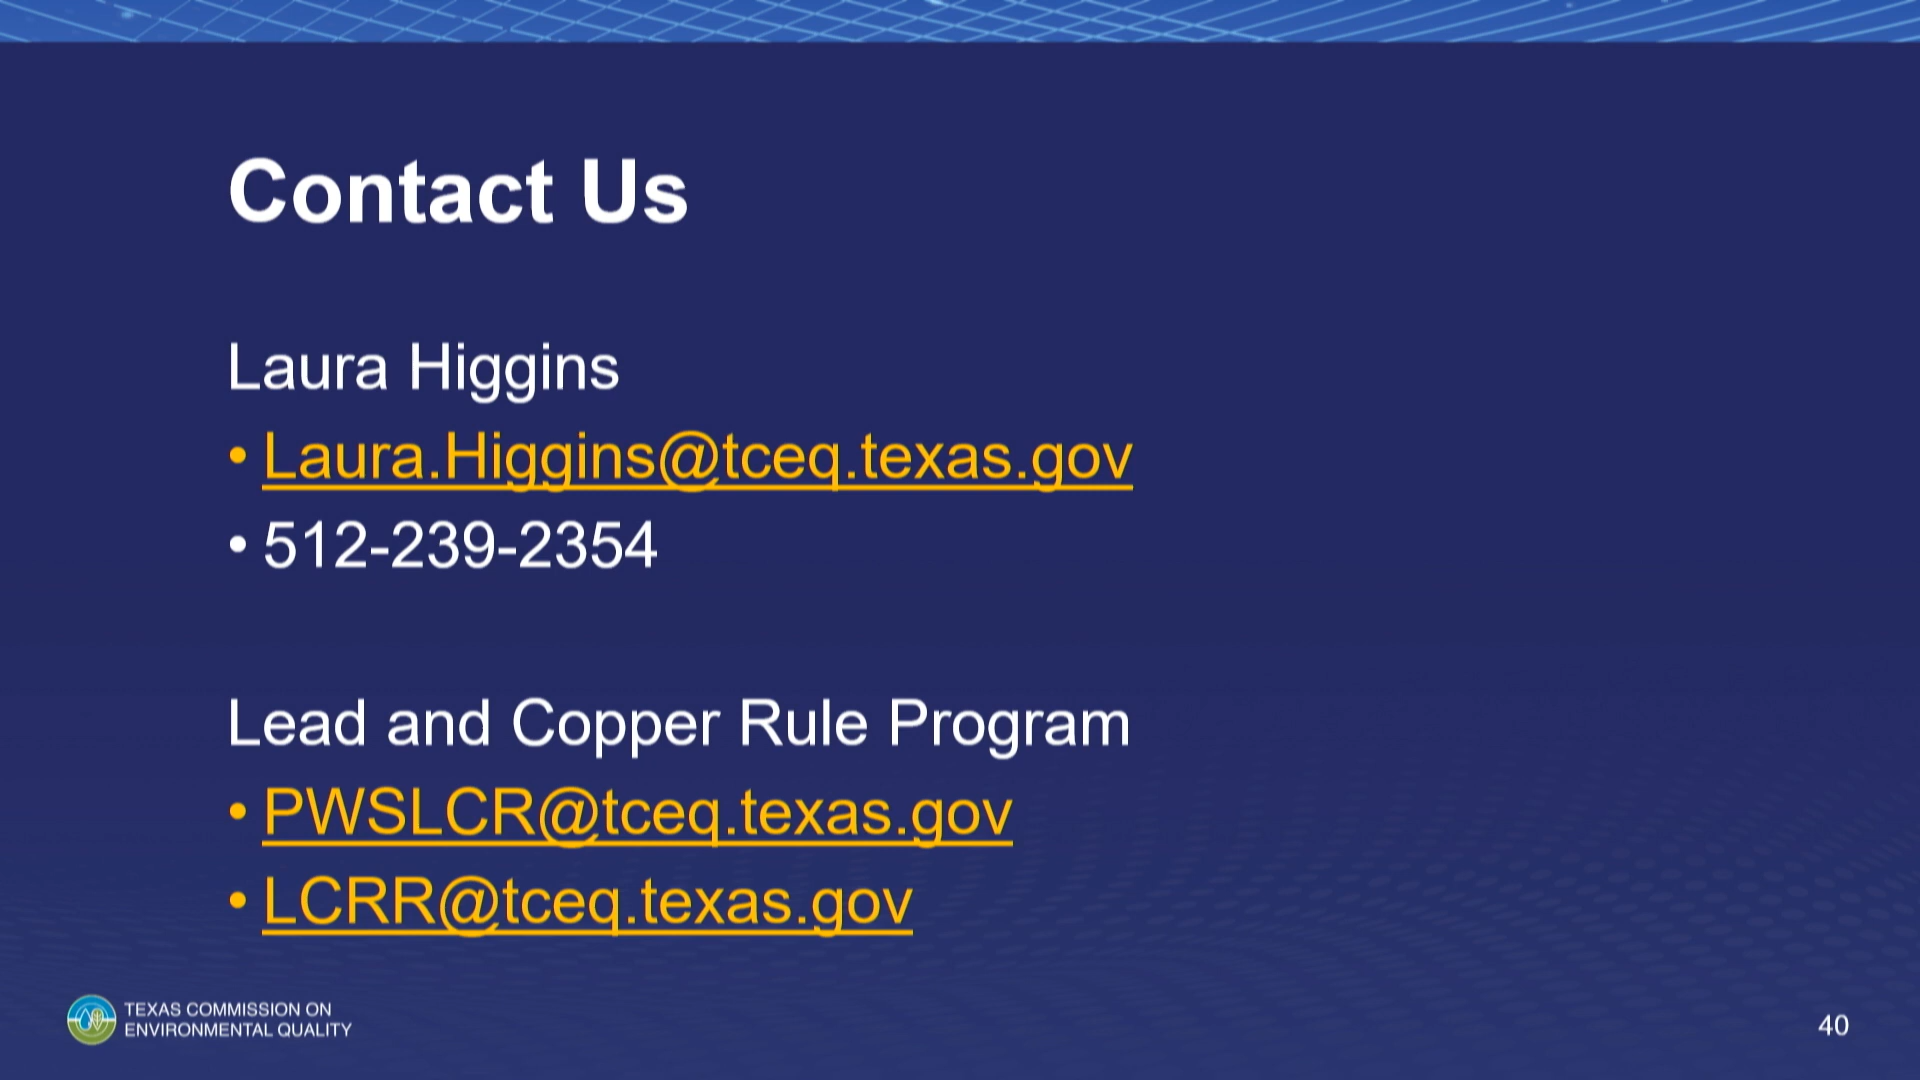 Contact Us
Laura Higgins
• Laura.Higgins@tceq.texas.gov
• 512-239-2354
Lead and Copper Rule Program
• PWSLCR@tceq.texas.gov
• LCRR@tceq.texas.gov
TEXAS COMMISSION ON
ENVIRONMENTAL QUALITY
40